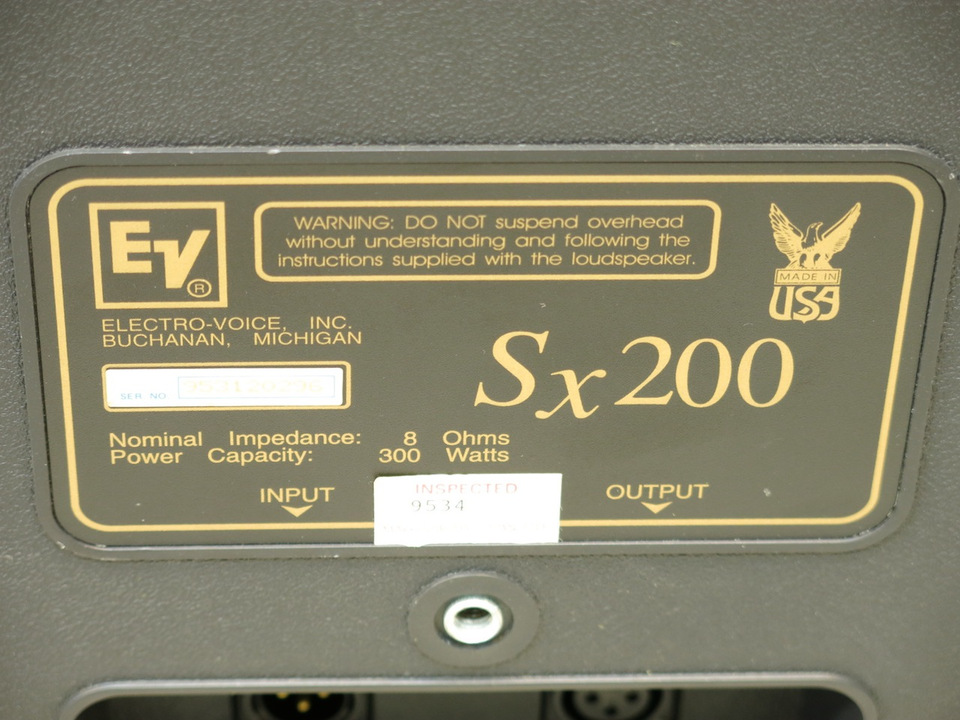 EV®
WARNING: DO NOT suspend overhead
without understanding and following the
instructions supplied with the loudspeaker.
MADE IN
USA
ELECTRO-VOICE, INC.
BUCHANAN, MICHIGAN
Sx200
SER NO
Nominal Impedance: 8 Ohms
Power Capacity: 300 Watts
INPUT
INSPECTED
9534
OUTPUT